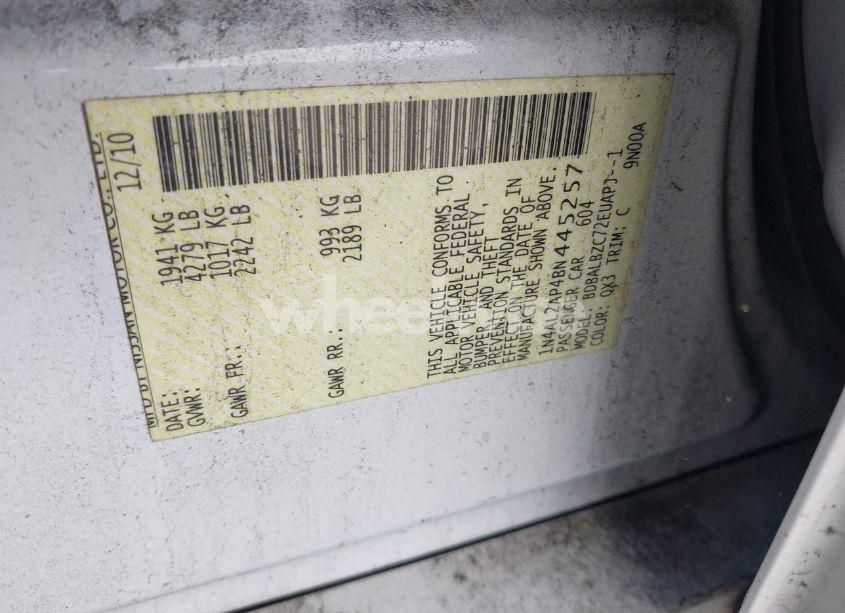 MFD BY NISSAN MOTOR CO., LTD.
DATE: 12/10
GVWR: 1941 KG
4279 LB
GAWR FR.: 1017 KG
2242 LB
GAWR RR.: 993 KG
2189 LB
THIS VEHICLE CONFORMS TO
ALL APPLICABLE FEDERAL
MOTOR VEHICLE SAFETY,
BUMPER, AND THEFT
PREVENTION STANDARDS IN
EFFECT ON THE DATE OF
MANUFACTURE SHOWN ABOVE.
1N4AL2AP4BN445257
PASSENGER CAR 604
MODEL: BDBALBZC72EUAPJ--1
COLOR: QX3 TRIM: C 9N00A